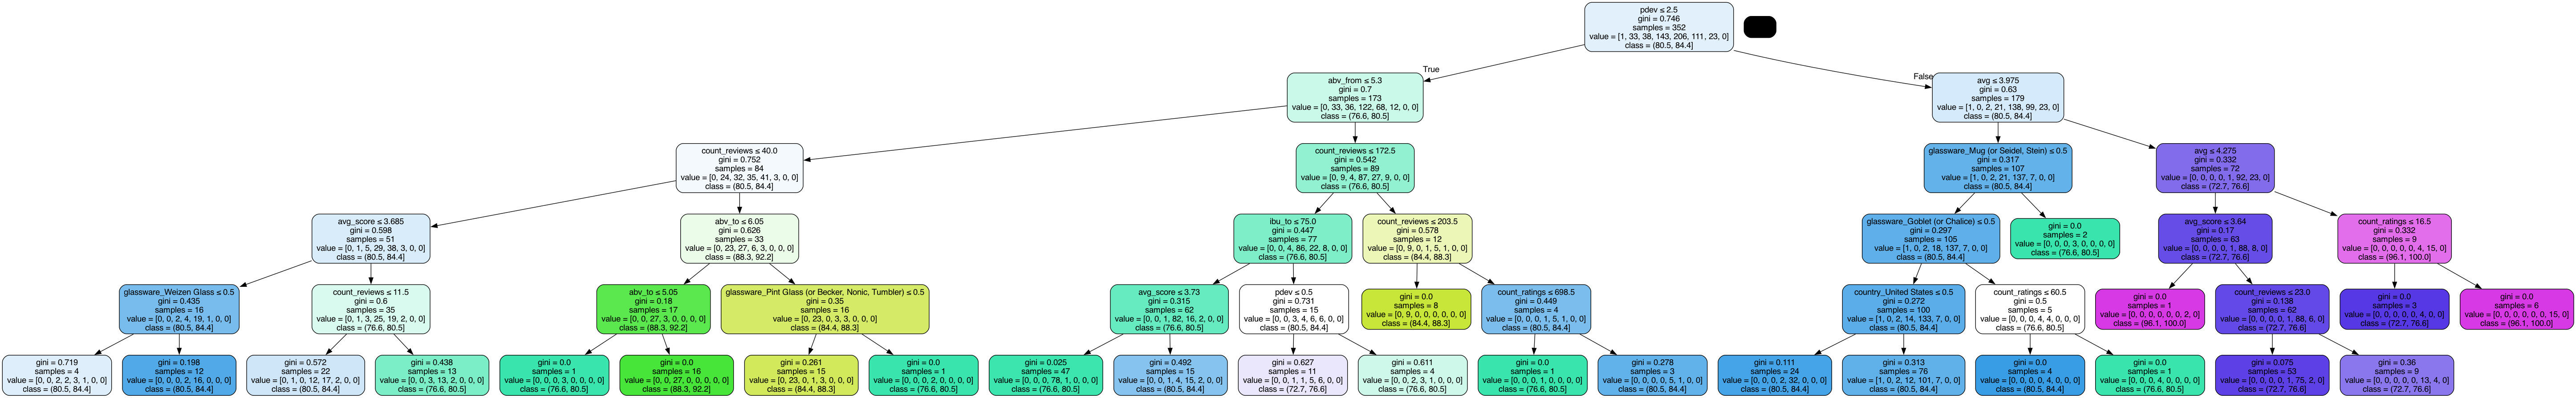 pdev ≤ 2.5
gini = 0.746
samples = 352
value = [1, 33, 38, 143, 206, 111, 23, 0]
class = (80.5, 84.4]
True
False
abv_from ≤ 5.3
gini = 0.7
samples = 173
value = [0, 33, 36, 122, 68, 12, 0, 0]
class = (76.6, 80.5]
avg ≤ 3.975
gini = 0.63
samples = 179
value = [1, 0, 2, 21, 138, 99, 23, 0]
class = (80.5, 84.4]
count_reviews ≤ 40.0
gini = 0.752
samples = 84
value = [0, 24, 32, 35, 41, 3, 0, 0]
class = (80.5, 84.4]
count_reviews ≤ 172.5
gini = 0.542
samples = 89
value = [0, 9, 4, 87, 27, 9, 0, 0]
class = (76.6, 80.5]
glassware_Mug (or Seidel, Stein) ≤ 0.5
gini = 0.317
samples = 107
value = [1, 0, 2, 21, 137, 7, 0, 0]
class = (80.5, 84.4]
avg ≤ 4.275
gini = 0.332
samples = 72
value = [0, 0, 0, 0, 1, 92, 23, 0]
class = (72.7, 76.6]
avg_score ≤ 3.685
gini = 0.598
samples = 51
value = [0, 1, 5, 29, 38, 3, 0, 0]
class = (80.5, 84.4]
abv_to ≤ 6.05
gini = 0.626
samples = 33
value = [0, 23, 27, 6, 3, 0, 0, 0]
class = (88.3, 92.2]
ibu_to ≤ 75.0
gini = 0.447
samples = 77
value = [0, 0, 4, 86, 22, 8, 0, 0]
class = (76.6, 80.5]
count_reviews ≤ 203.5
gini = 0.578
samples = 12
value = [0, 9, 0, 1, 5, 1, 0, 0]
class = (84.4, 88.3]
glassware_Goblet (or Chalice) ≤ 0.5
gini = 0.297
samples = 105
value = [1, 0, 2, 18, 137, 7, 0, 0]
class = (80.5, 84.4]
gini = 0.0
samples = 2
value = [0, 0, 0, 3, 0, 0, 0, 0]
class = (76.6, 80.5]
avg_score ≤ 3.64
gini = 0.17
samples = 63
value = [0, 0, 0, 0, 1, 88, 8, 0]
class = (72.7, 76.6]
count_ratings ≤ 16.5
gini = 0.332
samples = 9
value = [0, 0, 0, 0, 0, 4, 15, 0]
class = (96.1, 100.0]
glassware_Weizen Glass ≤ 0.5
gini = 0.435
samples = 16
value = [0, 0, 2, 4, 19, 1, 0, 0]
class = (80.5, 84.4]
count_reviews ≤ 11.5
gini = 0.6
samples = 35
value = [0, 1, 3, 25, 19, 2, 0, 0]
class = (76.6, 80.5]
abv_to ≤ 5.05
gini = 0.18
samples = 17
value = [0, 0, 27, 3, 0, 0, 0, 0]
class = (88.3, 92.2]
glassware_Pint Glass (or Becker, Nonic, Tumbler) ≤ 0.5
gini = 0.35
samples = 16
value = [0, 23, 0, 3, 3, 0, 0, 0]
class = (84.4, 88.3]
avg_score ≤ 3.73
gini = 0.315
samples = 62
value = [0, 0, 1, 82, 16, 2, 0, 0]
class = (76.6, 80.5]
pdev ≤ 0.5
gini = 0.731
samples = 15
value = [0, 0, 3, 4, 6, 6, 0, 0]
class = (80.5, 84.4]
gini = 0.0
samples = 8
value = [0, 9, 0, 0, 0, 0, 0, 0]
class = (84.4, 88.3]
count_ratings ≤ 698.5
gini = 0.449
samples = 4
value = [0, 0, 0, 1, 5, 1, 0, 0]
class = (80.5, 84.4]
country_United States ≤ 0.5
gini = 0.272
samples = 100
value = [1, 0, 2, 14, 133, 7, 0, 0]
class = (80.5, 84.4]
count_ratings ≤ 60.5
gini = 0.5
samples = 5
value = [0, 0, 0, 4, 4, 0, 0, 0]
class = (76.6, 80.5]
gini = 0.0
samples = 1
value = [0, 0, 0, 0, 0, 0, 2, 0]
class = (96.1, 100.0]
count_reviews ≤ 23.0
gini = 0.138
samples = 62
value = [0, 0, 0, 0, 1, 88, 6, 0]
class = (72.7, 76.6]
gini = 0.0
samples = 3
value = [0, 0, 0, 0, 0, 4, 0, 0]
class = (72.7, 76.6]
gini = 0.0
samples = 6
value = [0, 0, 0, 0, 0, 0, 15, 0]
class = (96.1, 100.0]
gini = 0.719
samples = 4
value = [0, 0, 2, 2, 3, 1, 0, 0]
class = (80.5, 84.4]
gini = 0.198
samples = 12
value = [0, 0, 0, 2, 16, 0, 0, 0]
class = (80.5, 84.4]
gini = 0.572
samples = 22
value = [0, 1, 0, 12, 17, 2, 0, 0]
class = (80.5, 84.4]
gini = 0.438
samples = 13
value = [0, 0, 3, 13, 2, 0, 0, 0]
class = (76.6, 80.5]
gini = 0.0
samples = 1
value = [0, 0, 0, 3, 0, 0, 0, 0]
class = (76.6, 80.5]
gini = 0.0
samples = 16
value = [0, 0, 27, 0, 0, 0, 0, 0]
class = (88.3, 92.2]
gini = 0.261
samples = 15
value = [0, 23, 0, 1, 3, 0, 0, 0]
class = (84.4, 88.3]
gini = 0.0
samples = 1
value = [0, 0, 0, 2, 0, 0, 0, 0]
class = (76.6, 80.5]
gini = 0.025
samples = 47
value = [0, 0, 0, 78, 1, 0, 0, 0]
class = (76.6, 80.5]
gini = 0.492
samples = 15
value = [0, 0, 1, 4, 15, 2, 0, 0]
class = (80.5, 84.4]
gini = 0.627
samples = 11
value = [0, 0, 1, 1, 5, 6, 0, 0]
class = (72.7, 76.6]
gini = 0.611
samples = 4
value = [0, 0, 2, 3, 1, 0, 0, 0]
class = (76.6, 80.5]
gini = 0.0
samples = 1
value = [0, 0, 0, 1, 0, 0, 0, 0]
class = (76.6, 80.5]
gini = 0.278
samples = 3
value = [0, 0, 0, 0, 5, 1, 0, 0]
class = (80.5, 84.4]
gini = 0.111
samples = 24
value = [0, 0, 0, 2, 32, 0, 0, 0]
class = (80.5, 84.4]
gini = 0.313
samples = 76
value = [1, 0, 2, 12, 101, 7, 0, 0]
class = (80.5, 84.4]
gini = 0.0
samples = 4
value = [0, 0, 0, 0, 4, 0, 0, 0]
class = (80.5, 84.4]
gini = 0.0
samples = 1
value = [0, 0, 0, 4, 0, 0, 0, 0]
class = (76.6, 80.5]
gini = 0.075
samples = 53
value = [0, 0, 0, 0, 1, 75, 2, 0]
class = (72.7, 76.6]
gini = 0.36
samples = 9
value = [0, 0, 0, 0, 0, 13, 4, 0]
class = (72.7, 76.6]